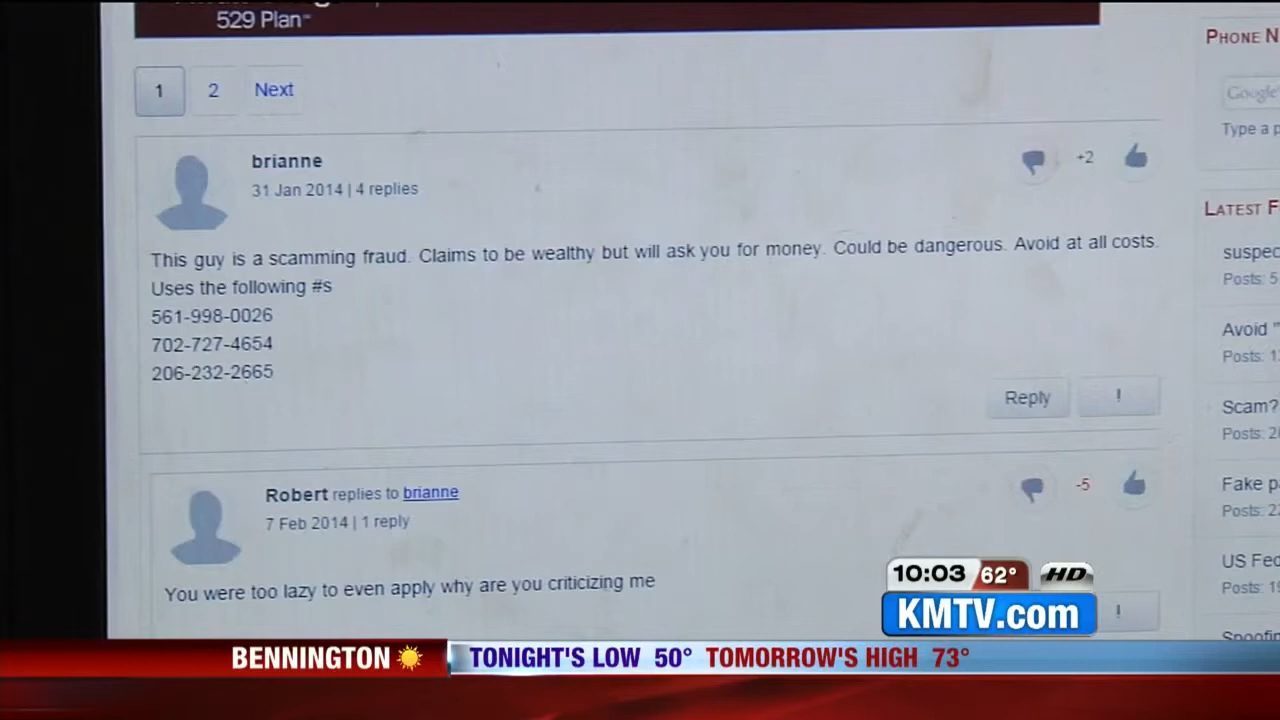 529 Plan
1 2 Next
brianne
31 Jan 2014 | 4 replies
+2
This guy is a scamming fraud. Claims to be wealthy but will ask you for money. Could be dangerous. Avoid at all costs.
Uses the following #s
561-998-0026
702-727-4654
206-232-2665
Reply !
Robert replies to brianne
7 Feb 2014 | 1 reply
-5
You were too lazy to even apply why are you criticizing me
!
PHONE N
Google
Type a p
LATEST F
suspec
Posts: 5
Avoid "
Posts: 1
Scam?
Posts: 2
Fake p
Posts: 2
US Fed
Posts: 1
Spoofin
10:03 62° HD
KMTV.com
BENNINGTON TONIGHT'S LOW 50° TOMORROW'S HIGH 73°